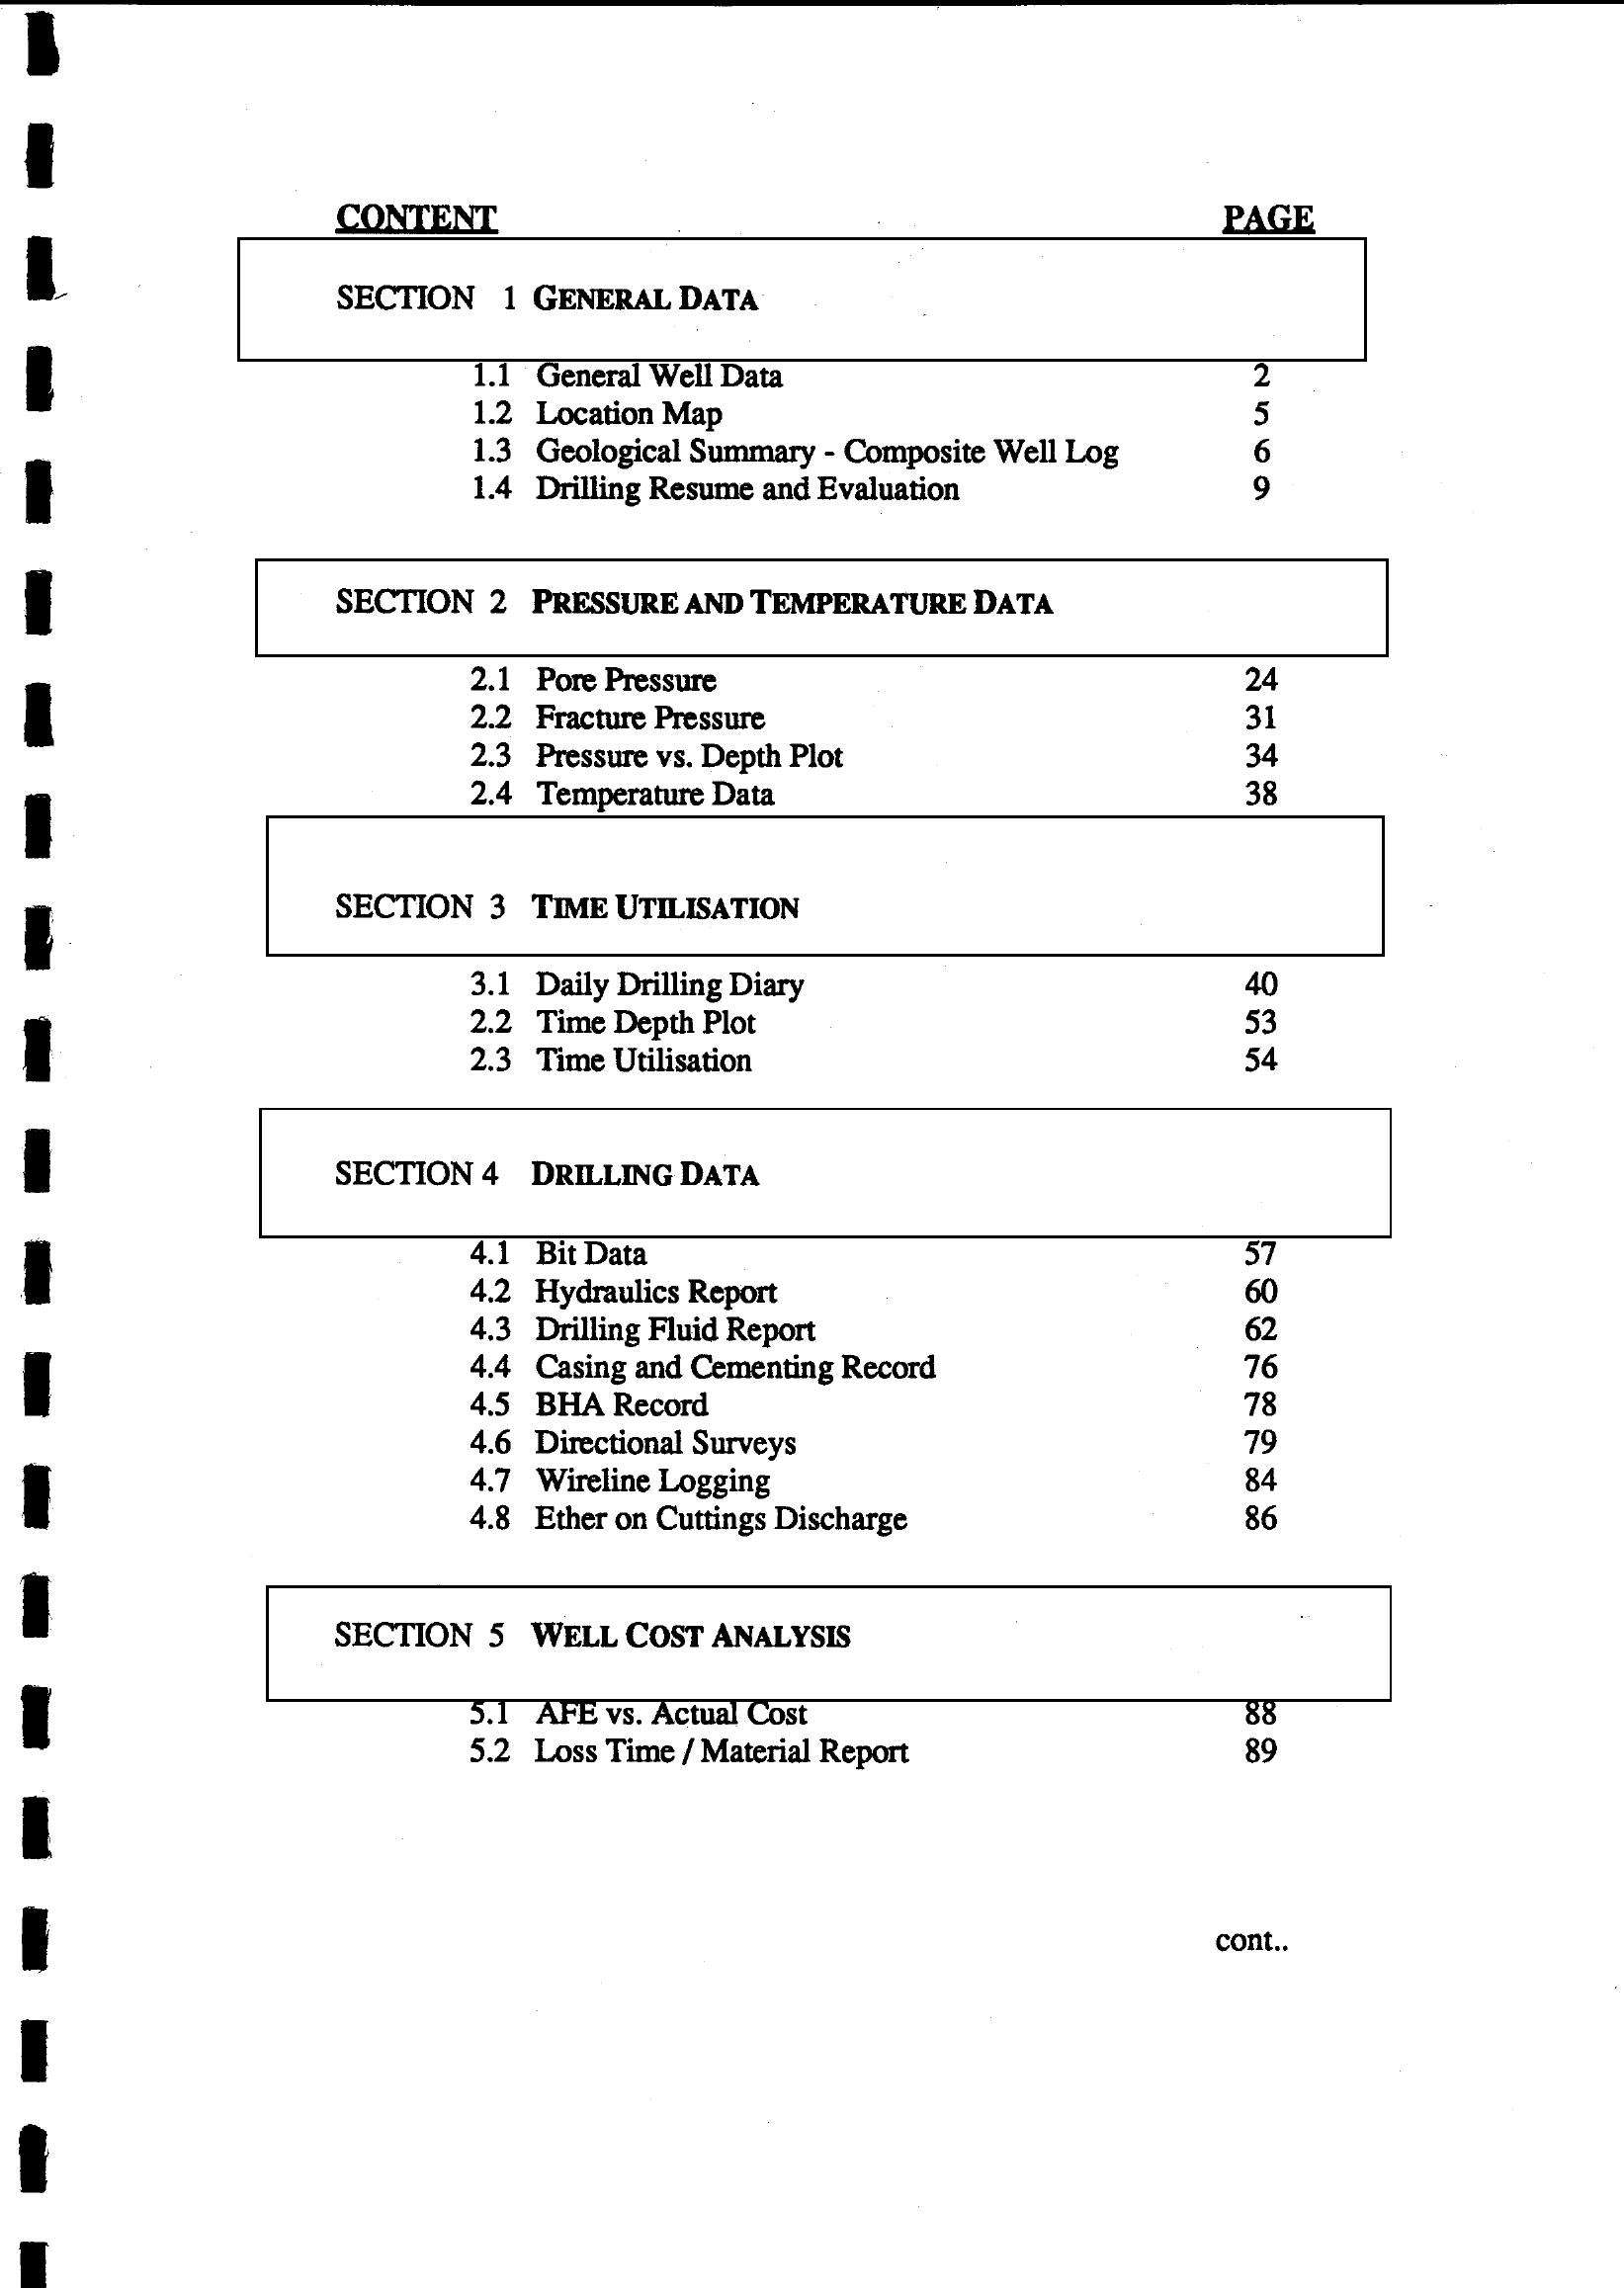 CONTENT PAGE
SECTION 1 GENERAL DATA
1.1 General Well Data 2
1.2 Location Map 5
1.3 Geological Summary - Composite Well Log 6
1.4 Drilling Resume and Evaluation 9
SECTION 2 PRESSURE AND TEMPERATURE DATA
2.1 Pore Pressure 24
2.2 Fracture Pressure 31
2.3 Pressure vs. Depth Plot 34
2.4 Temperature Data 38
SECTION 3 TIME UTILISATION
3.1 Daily Drilling Diary 40
2.2 Time Depth Plot 53
2.3 Time Utilisation 54
SECTION 4 DRILLING DATA
4.1 Bit Data 57
4.2 Hydraulics Report 60
4.3 Drilling Fluid Report 62
4.4 Casing and Cementing Record 76
4.5 BHA Record 78
4.6 Directional Surveys 79
4.7 Wireline Logging 84
4.8 Ether on Cuttings Discharge 86
SECTION 5 WELL COST ANALYSIS
5.1 AFE vs. Actual Cost 88
5.2 Loss Time / Material Report 89
cont..